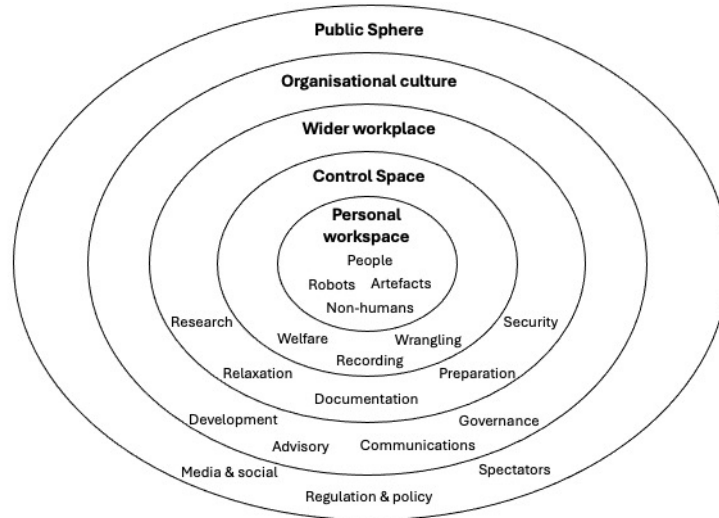 Public Sphere
Organisational culture
Wider workplace
Control Space
Personal
workspace
People
Robots Artefacts
Non-humans
Research Security
Welfare Wrangling
Recording
Relaxation Preparation
Documentation
Development Governance
Advisory Communications
Media & social Spectators
Regulation & policy